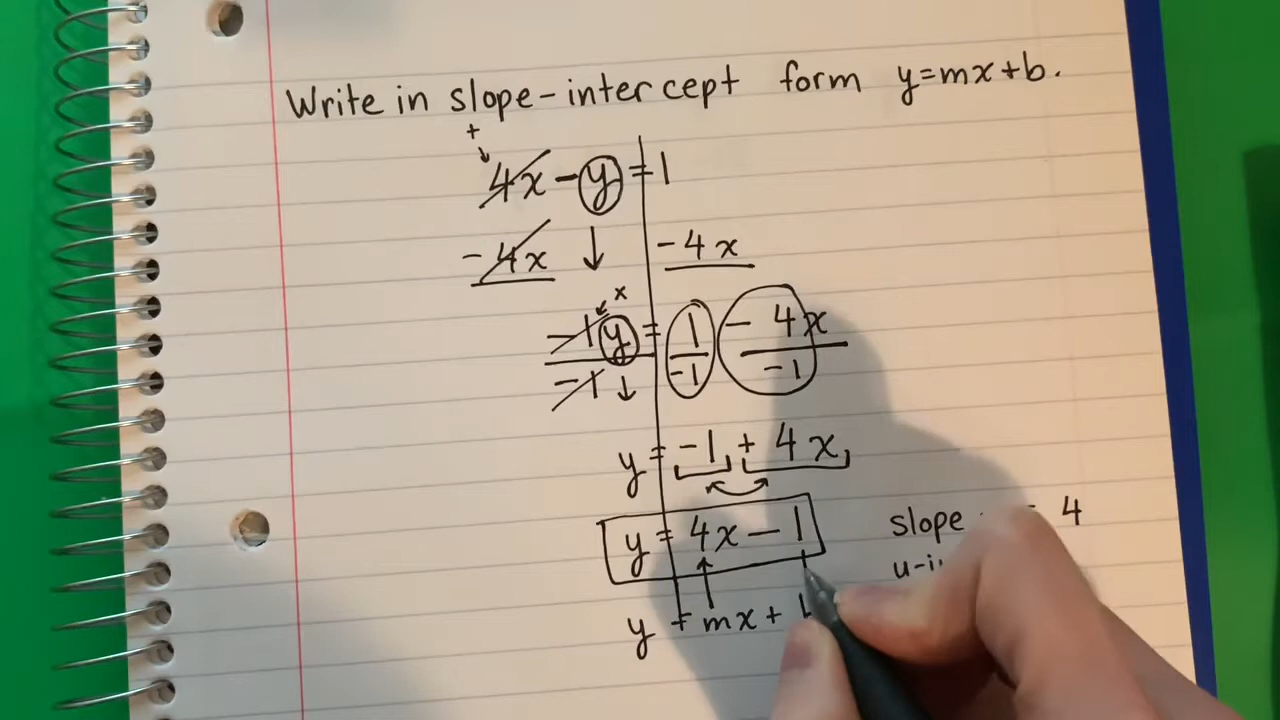 Write in slope-intercept form y=mx+b.
+
4x - y = 1
-4x -4x
x
-1y = 1 - 4x
-1 -1 -1
y = -1 + 4x
y = 4x - 1
slope 4
y = mx +